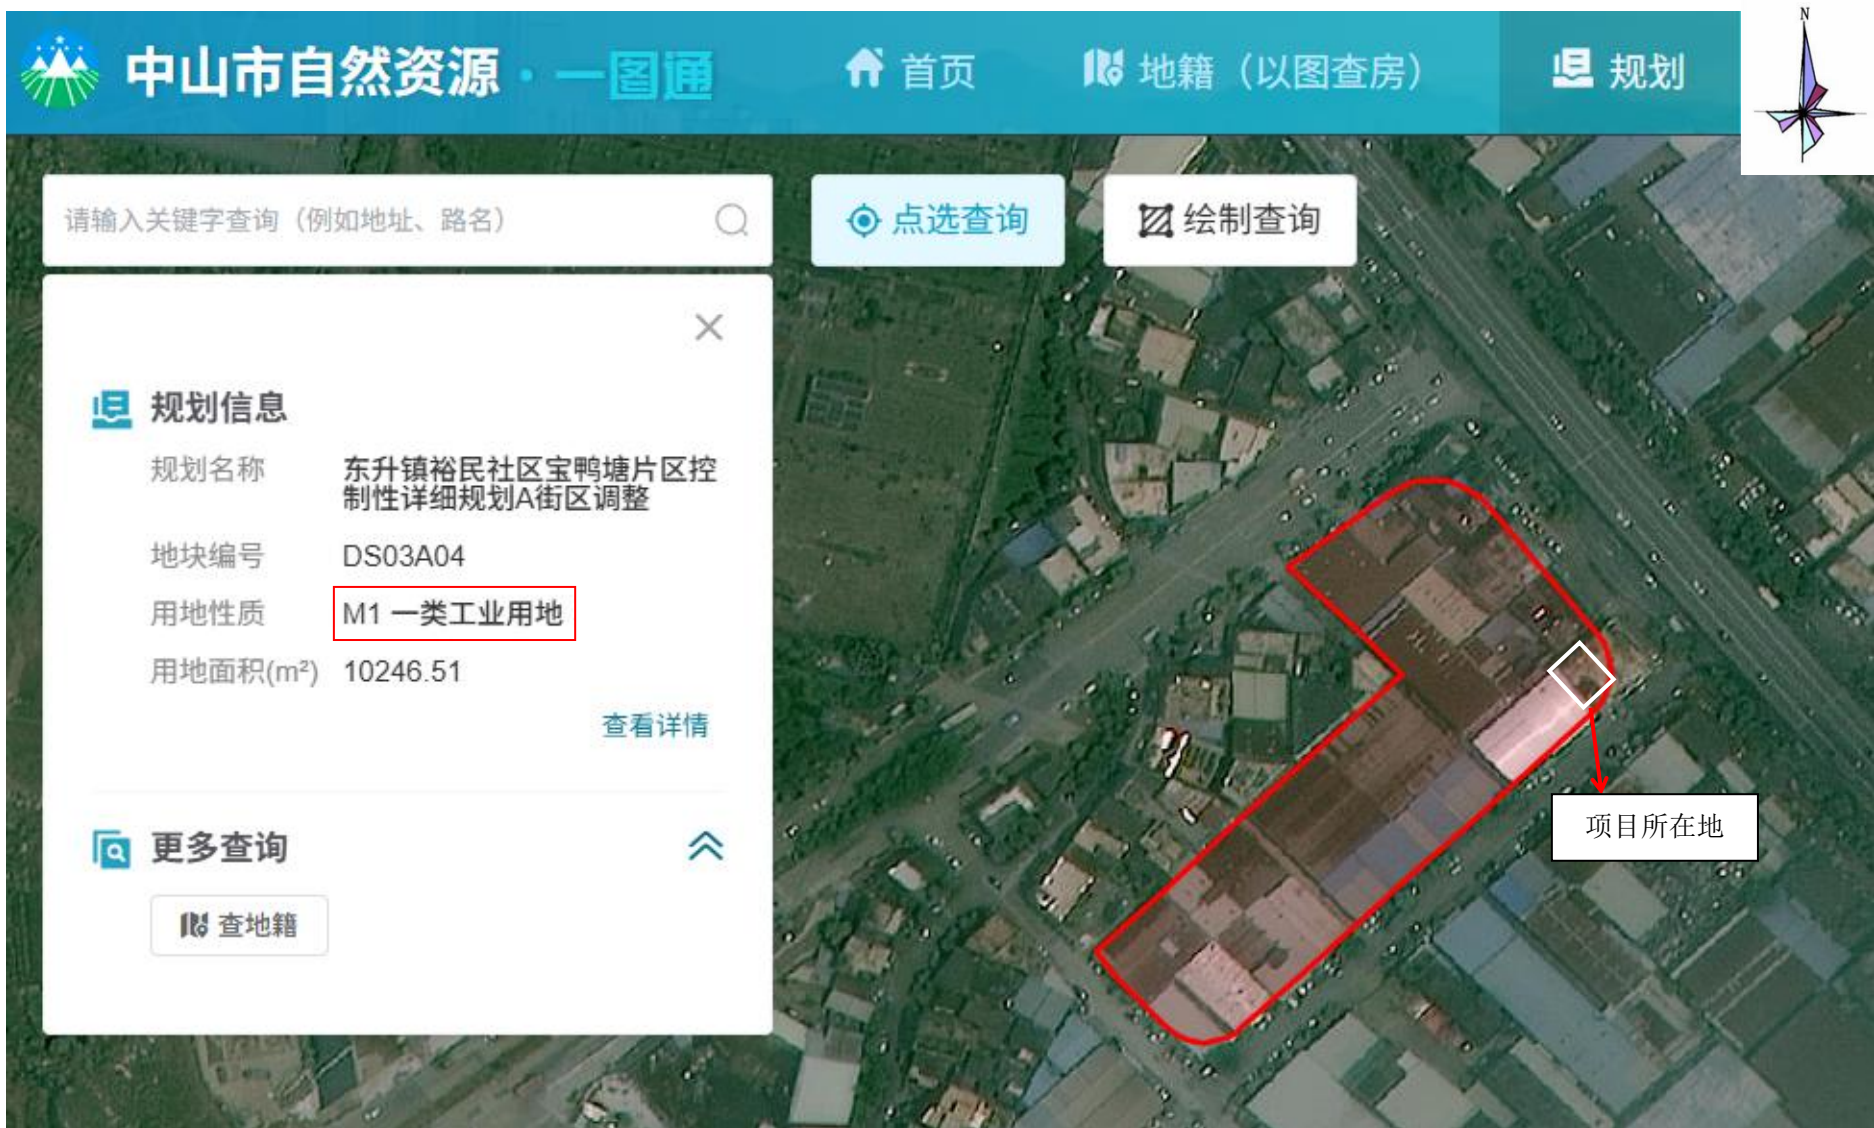 中山市自然资源·一图通
首页
地籍（以图查房）
规划
N
请输入关键字查询（例如地址、路名）
点选查询
绘制查询
规划信息
规划名称
东升镇裕民社区宝鸭塘片区控
制性详细规划A街区调整
地块编号 DS03A04
用地性质 M1 一类工业用地
用地面积(m²) 10246.51
查看详情
项目所在地
更多查询
查地籍